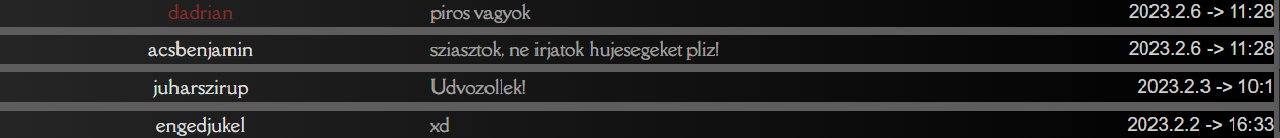 dadrian piros vagyok 2023.2.6 -> 11:28
acsbenjamin sziasztok, ne irjatok hujesegeket pliz! 2023.2.6 -> 11:28
juharszirup Udvozollek! 2023.2.3 -> 10:1
engedjukel xd 2023.2.2 -> 16:33